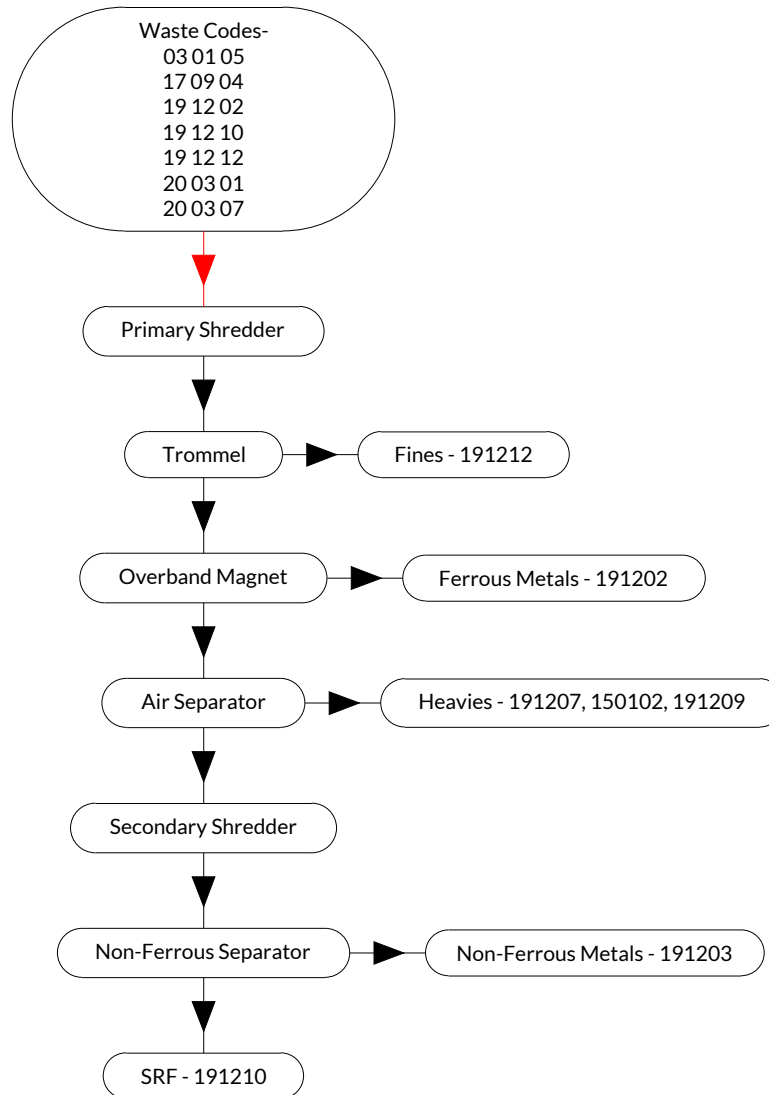 Waste Codes-
03 01 05
17 09 04
19 12 02
19 12 10
19 12 12
20 03 01
20 03 07
Primary Shredder
Trommel
Fines - 191212
Overband Magnet
Ferrous Metals - 191202
Air Separator
Heavies - 191207, 150102, 191209
Secondary Shredder
Non-Ferrous Separator
Non-Ferrous Metals - 191203
SRF - 191210